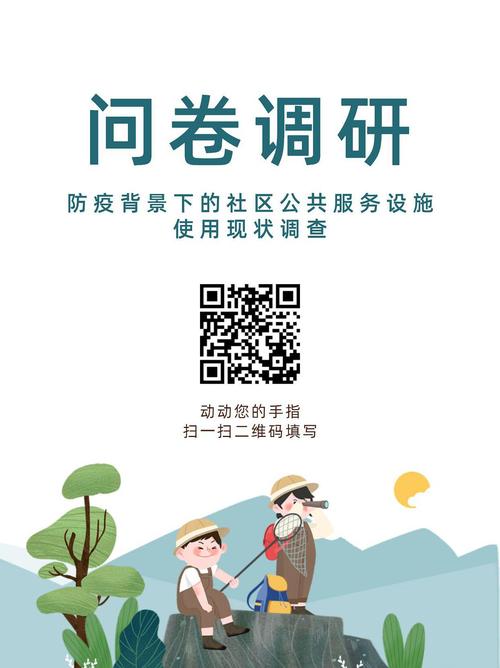 问卷调研
防疫背景下的社区公共服务设施
使用现状调查
动动您的手指
扫一扫二维码填写